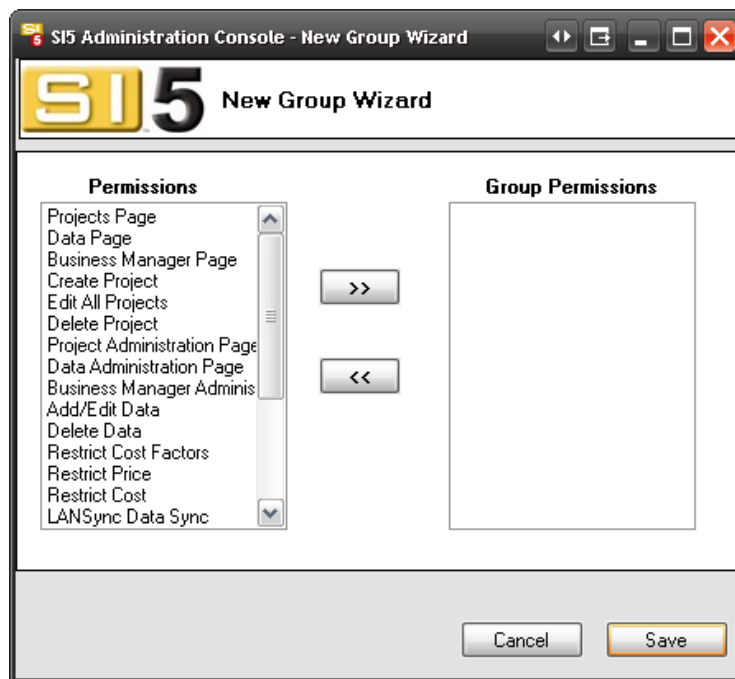 SI5 Administration Console - New Group Wizard
SI5 New Group Wizard
Permissions
Group Permissions
Projects Page
Data Page
Business Manager Page
Create Project
Edit All Projects
Delete Project
Project Administration Page
Data Administration Page
Business Manager Adminis
Add/Edit Data
Delete Data
Restrict Cost Factors
Restrict Price
Restrict Cost
LANSync Data Sync
>>
<<
Cancel
Save